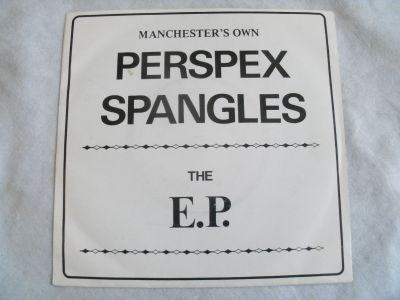 MANCHESTER'S OWN
PERSPEX
SPANGLES
THE
E.P.